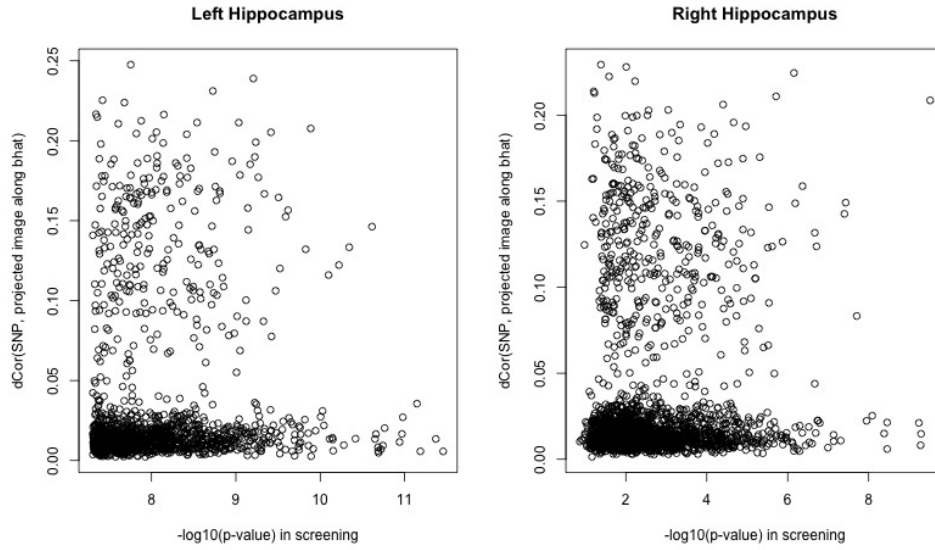 Left Hippocampus
dCor(SNP, projected image along bhat)
0.25
0.20
0.15
0.10
0.05
0.00
8 9 10 11
-log10(p-value) in screening
Right Hippocampus
dCor(SNP, projected image along bhat)
0.20
0.15
0.10
0.05
0.00
2 4 6 8
-log10(p-value) in screening